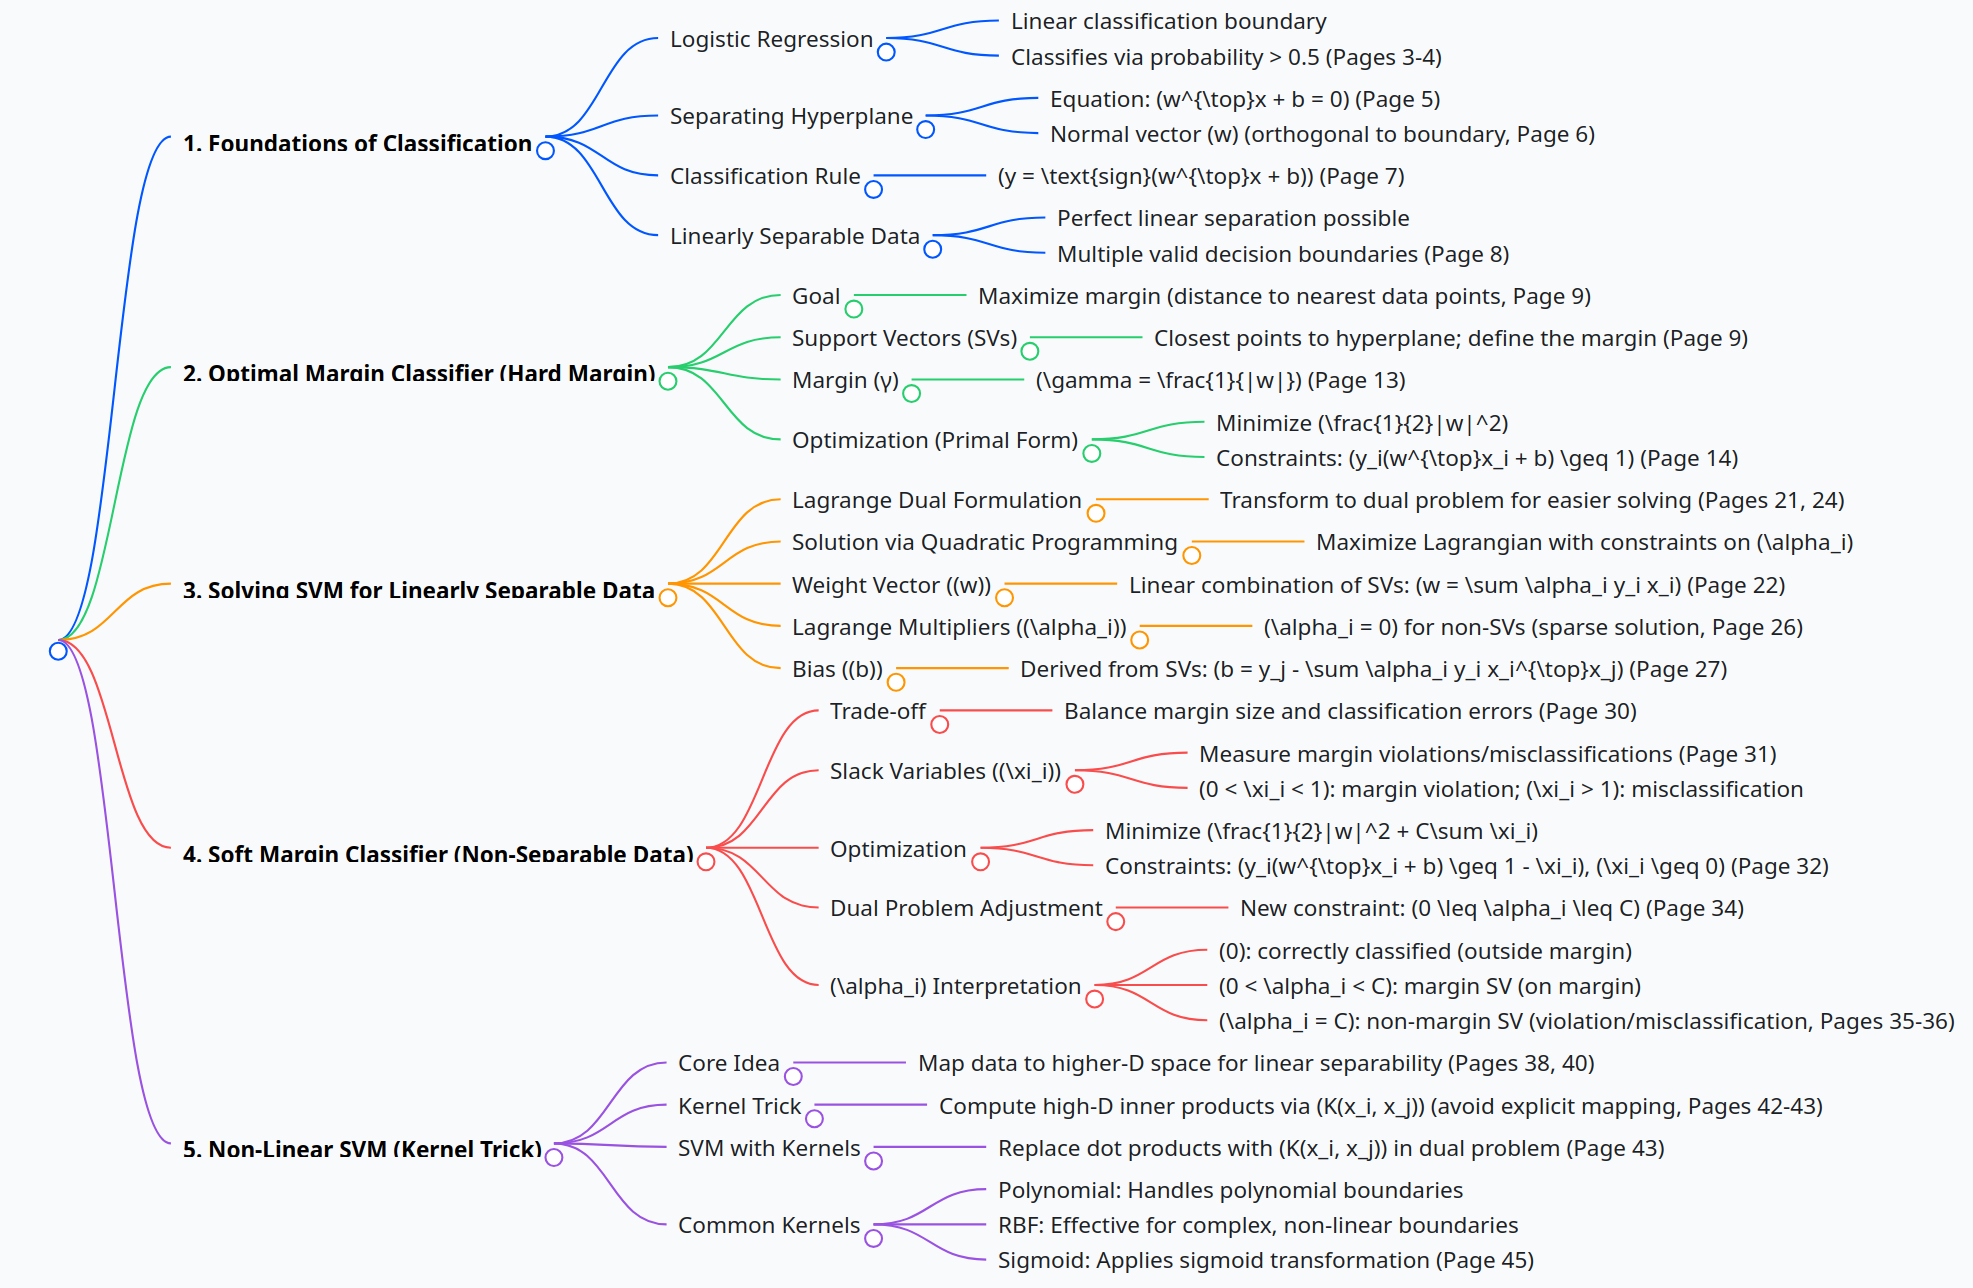 1. Foundations of Classification
Logistic Regression
Linear classification boundary
Classifies via probability > 0.5 (Pages 3-4)
Separating Hyperplane
Equation: (w^{\top}x + b = 0) (Page 5)
Normal vector (w) (orthogonal to boundary, Page 6)
Classification Rule
(y = \text{sign}(w^{\top}x + b)) (Page 7)
Linearly Separable Data
Perfect linear separation possible
Multiple valid decision boundaries (Page 8)
2. Optimal Margin Classifier (Hard Margin)
Goal
Maximize margin (distance to nearest data points, Page 9)
Support Vectors (SVs)
Closest points to hyperplane; define the margin (Page 9)
Margin (γ)
(\gamma = \frac{1}{|w|}) (Page 13)
Optimization (Primal Form)
Minimize (\frac{1}{2}|w|^2)
Constraints: (y_i(w^{\top}x_i + b) \geq 1) (Page 14)
3. Solving SVM for Linearly Separable Data
Lagrange Dual Formulation
Transform to dual problem for easier solving (Pages 21, 24)
Solution via Quadratic Programming
Maximize Lagrangian with constraints on (\alpha_i)
Weight Vector ((w))
Linear combination of SVs: (w = \sum \alpha_i y_i x_i) (Page 22)
Lagrange Multipliers ((\alpha_i))
(\alpha_i = 0) for non-SVs (sparse solution, Page 26)
Bias ((b))
Derived from SVs: (b = y_j - \sum \alpha_i y_i x_i^{\top}x_j) (Page 27)
4. Soft Margin Classifier (Non-Separable Data)
Trade-off
Balance margin size and classification errors (Page 30)
Slack Variables ((\xi_i))
Measure margin violations/misclassifications (Page 31)
(0 < \xi_i < 1): margin violation; (\xi_i > 1): misclassification
Optimization
Minimize (\frac{1}{2}|w|^2 + C\sum \xi_i)
Constraints: (y_i(w^{\top}x_i + b) \geq 1 - \xi_i), (\xi_i \geq 0) (Page 32)
Dual Problem Adjustment
New constraint: (0 \leq \alpha_i \leq C) (Page 34)
(\alpha_i) Interpretation
(0): correctly classified (outside margin)
(0 < \alpha_i < C): margin SV (on margin)
(\alpha_i = C): non-margin SV (violation/misclassification, Pages 35-36)
5. Non-Linear SVM (Kernel Trick)
Core Idea
Map data to higher-D space for linear separability (Pages 38, 40)
Kernel Trick
Compute high-D inner products via (K(x_i, x_j)) (avoid explicit mapping, Pages 42-43)
SVM with Kernels
Replace dot products with (K(x_i, x_j)) in dual problem (Page 43)
Common Kernels
Polynomial: Handles polynomial boundaries
RBF: Effective for complex, non-linear boundaries
Sigmoid: Applies sigmoid transformation (Page 45)